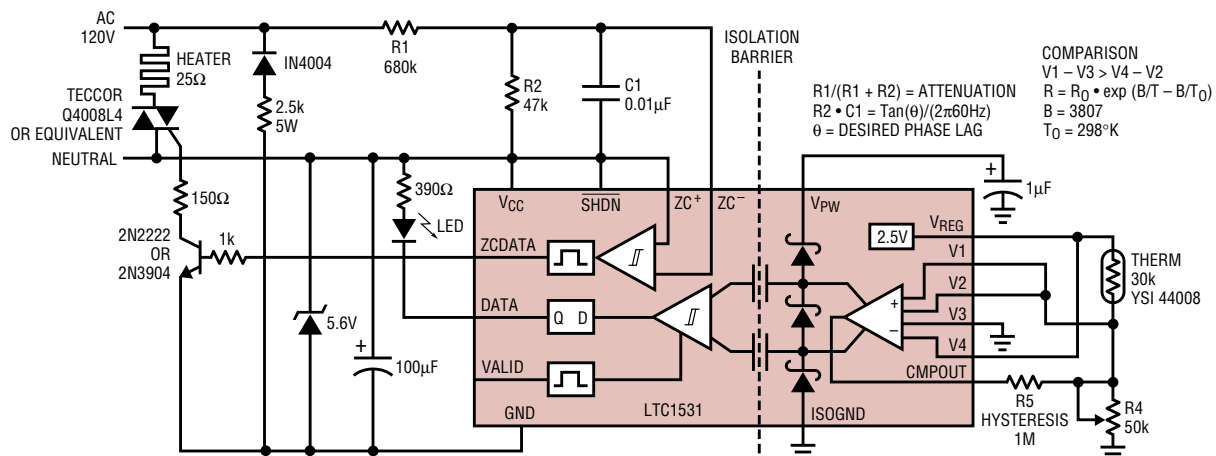 AC
120V
HEATER
25Ω
IN4004
R1
680k
2.5k
5W
R2
47k
C1
0.01µF
ISOLATION
BARRIER
R1/(R1 + R2) = ATTENUATION
R2 • C1 = Tan(θ)/(2π60Hz)
θ = DESIRED PHASE LAG
COMPARISON
V1 – V3 > V4 – V2
R = RO • exp (B/T – B/TO)
B = 3807
TO = 298°K
TECCOR
Q4008L4
OR EQUIVALENT
NEUTRAL
150Ω
2N2222
OR
2N3904
1k
5.6V
+
100µF
390Ω
LED
VCC
SHDN
ZC+
ZC–
VPW
+
1µF
ZCDATA
DATA
Q D
VALID
GND
LTC1531
ISOGND
2.5V
VREG
V1
V2
V3
V4
+
–
CMPOUT
THERM
30k
YSI 44008
R5
HYSTERESIS
1M
R4
50k